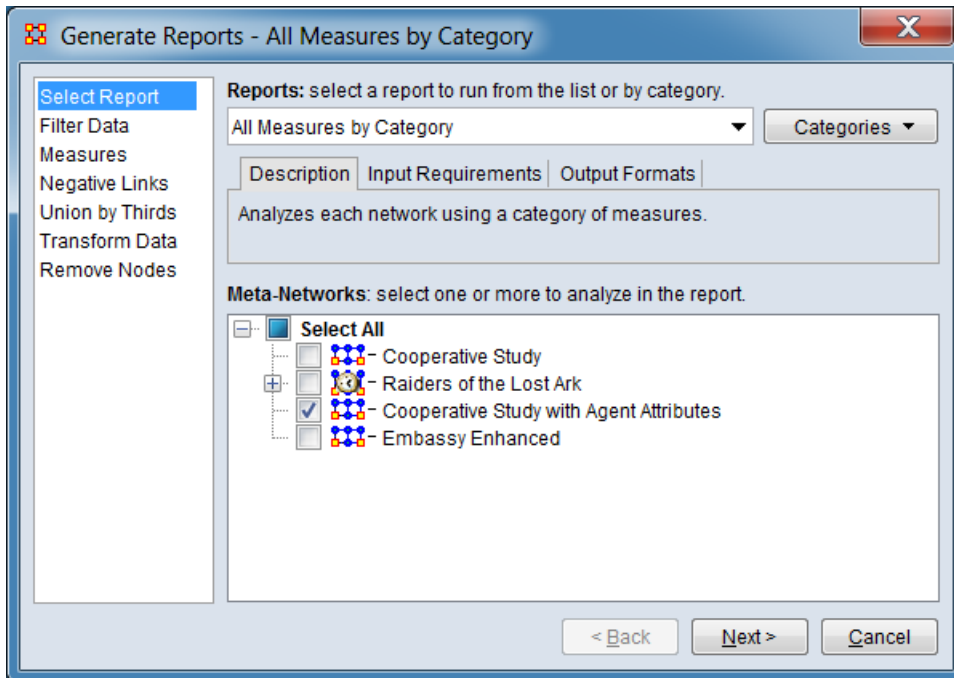 Generate Reports - All Measures by Category
X
Select Report
Filter Data
Measures
Negative Links
Union by Thirds
Transform Data
Remove Nodes
Reports: select a report to run from the list or by category.
All Measures by Category
Categories
Description
Input Requirements
Output Formats
Analyzes each network using a category of measures.
Meta-Networks: select one or more to analyze in the report.
Select All
- Cooperative Study
- Raiders of the Lost Ark
- Cooperative Study with Agent Attributes
- Embassy Enhanced
< Back
Next >
Cancel